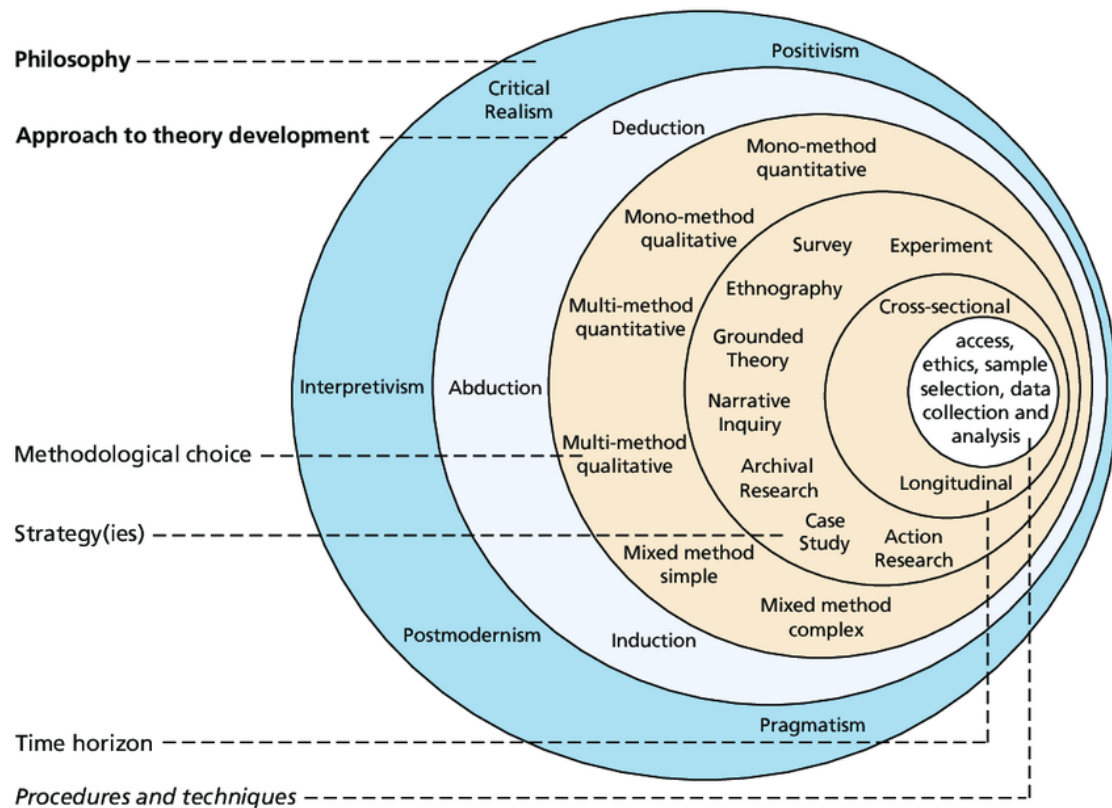 Philosophy
Positivism
Critical
Realism
Approach to theory development
Deduction
Mono-method
quantitative
Mono-method
qualitative
Survey
Experiment
Ethnography
Multi-method
quantitative
Cross-sectional
Grounded
Theory
access,
ethics, sample
selection, data
collection and
analysis
Interpretivism
Abduction
Narrative
Inquiry
Methodological choice
Multi-method
qualitative
Archival
Research
Longitudinal
Strategy(ies)
Case
Study
Action
Research
Mixed method
simple
Mixed method
complex
Postmodernism
Induction
Pragmatism
Time horizon
Procedures and techniques